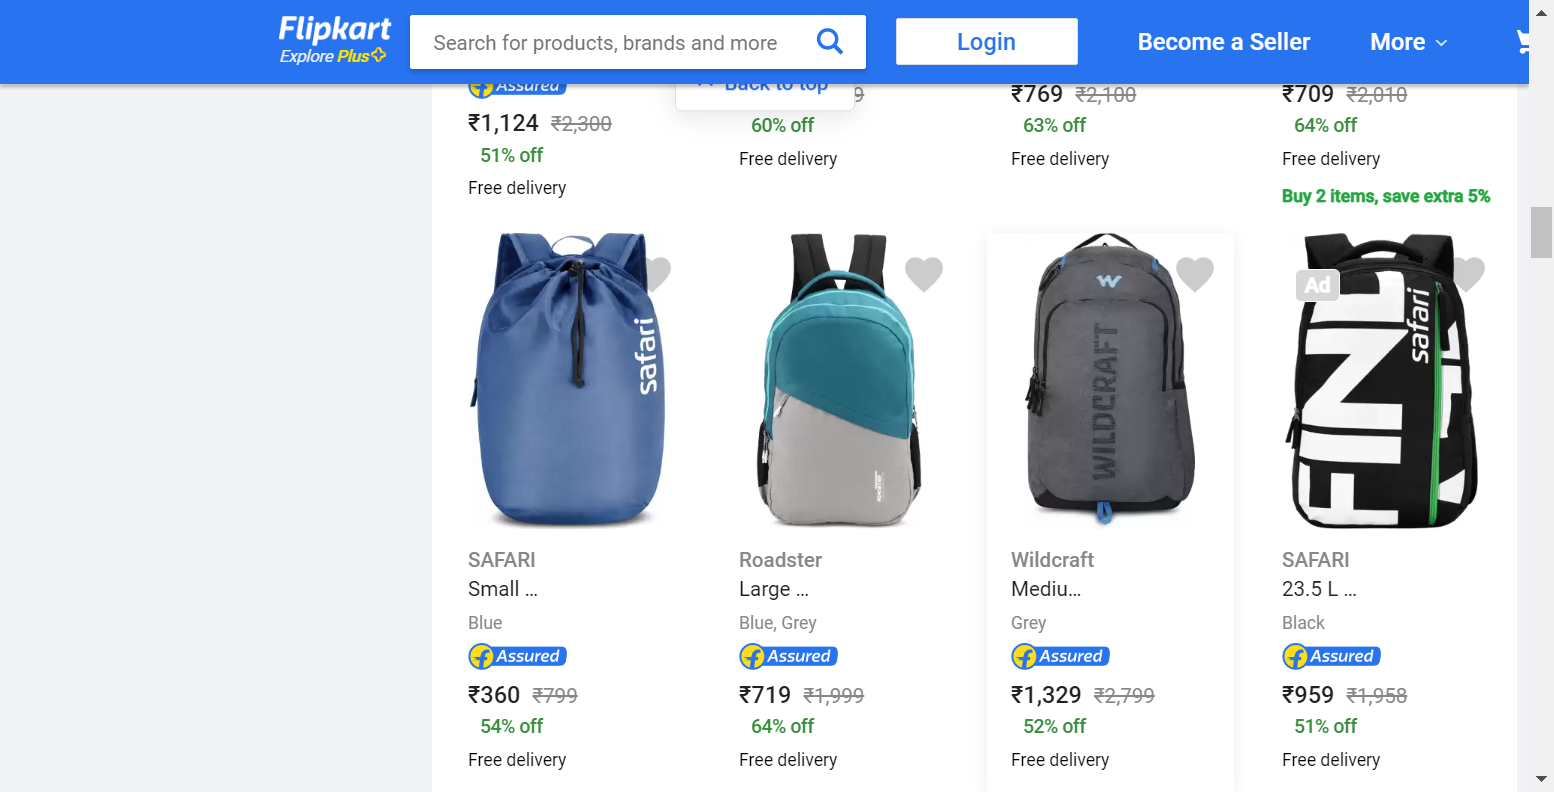 Flipkart
Explore Plus
Search for products, brands and more
Login
Become a Seller
More
Assured
Back to top
₹1,124 ₹2,300
51% off
Free delivery
9
60% off
Free delivery
₹769 ₹2,100
63% off
Free delivery
₹709 ₹2,010
64% off
Free delivery
Buy 2 items, save extra 5%
safari
WILDCRAFT
Ad
safari
SAFARI
Small ...
Blue
Assured
₹360 ₹799
54% off
Free delivery
Roadster
Large ...
Blue, Grey
Assured
₹719 ₹1,999
64% off
Free delivery
Wildcraft
Mediu...
Grey
Assured
₹1,329 ₹2,799
52% off
Free delivery
SAFARI
23.5 L ...
Black
Assured
₹959 ₹1,958
51% off
Free delivery